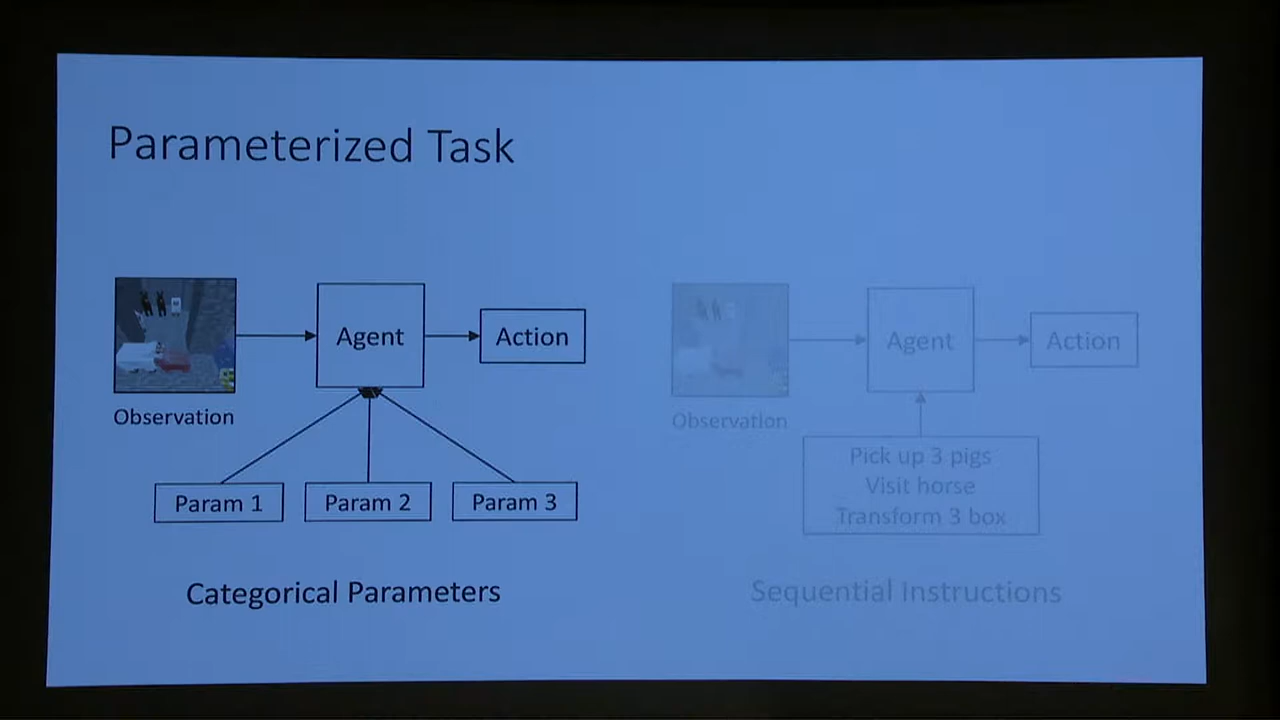 Parameterized Task
Agent
Action
Observation
Param 1
Param 2
Param 3
Categorical Parameters
Agent
Action
Observation
Pick up 3 pigs
Visit horse
Transform 3 box
Sequential Instructions